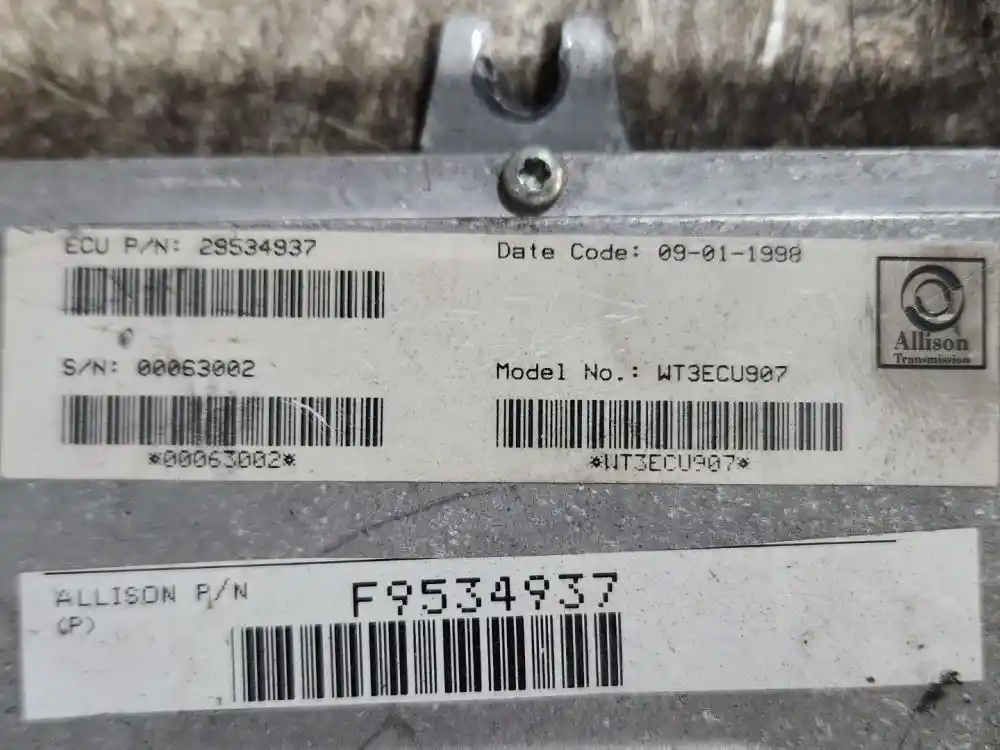 ECU P/N: 29534937
Date Code: 09-01-1998
S/N: 00063002
*00063002*
Model No.: WT3ECU907
*WT3ECU907*
Allison
Transmission
ALLISON P/N
(P)
F9534937